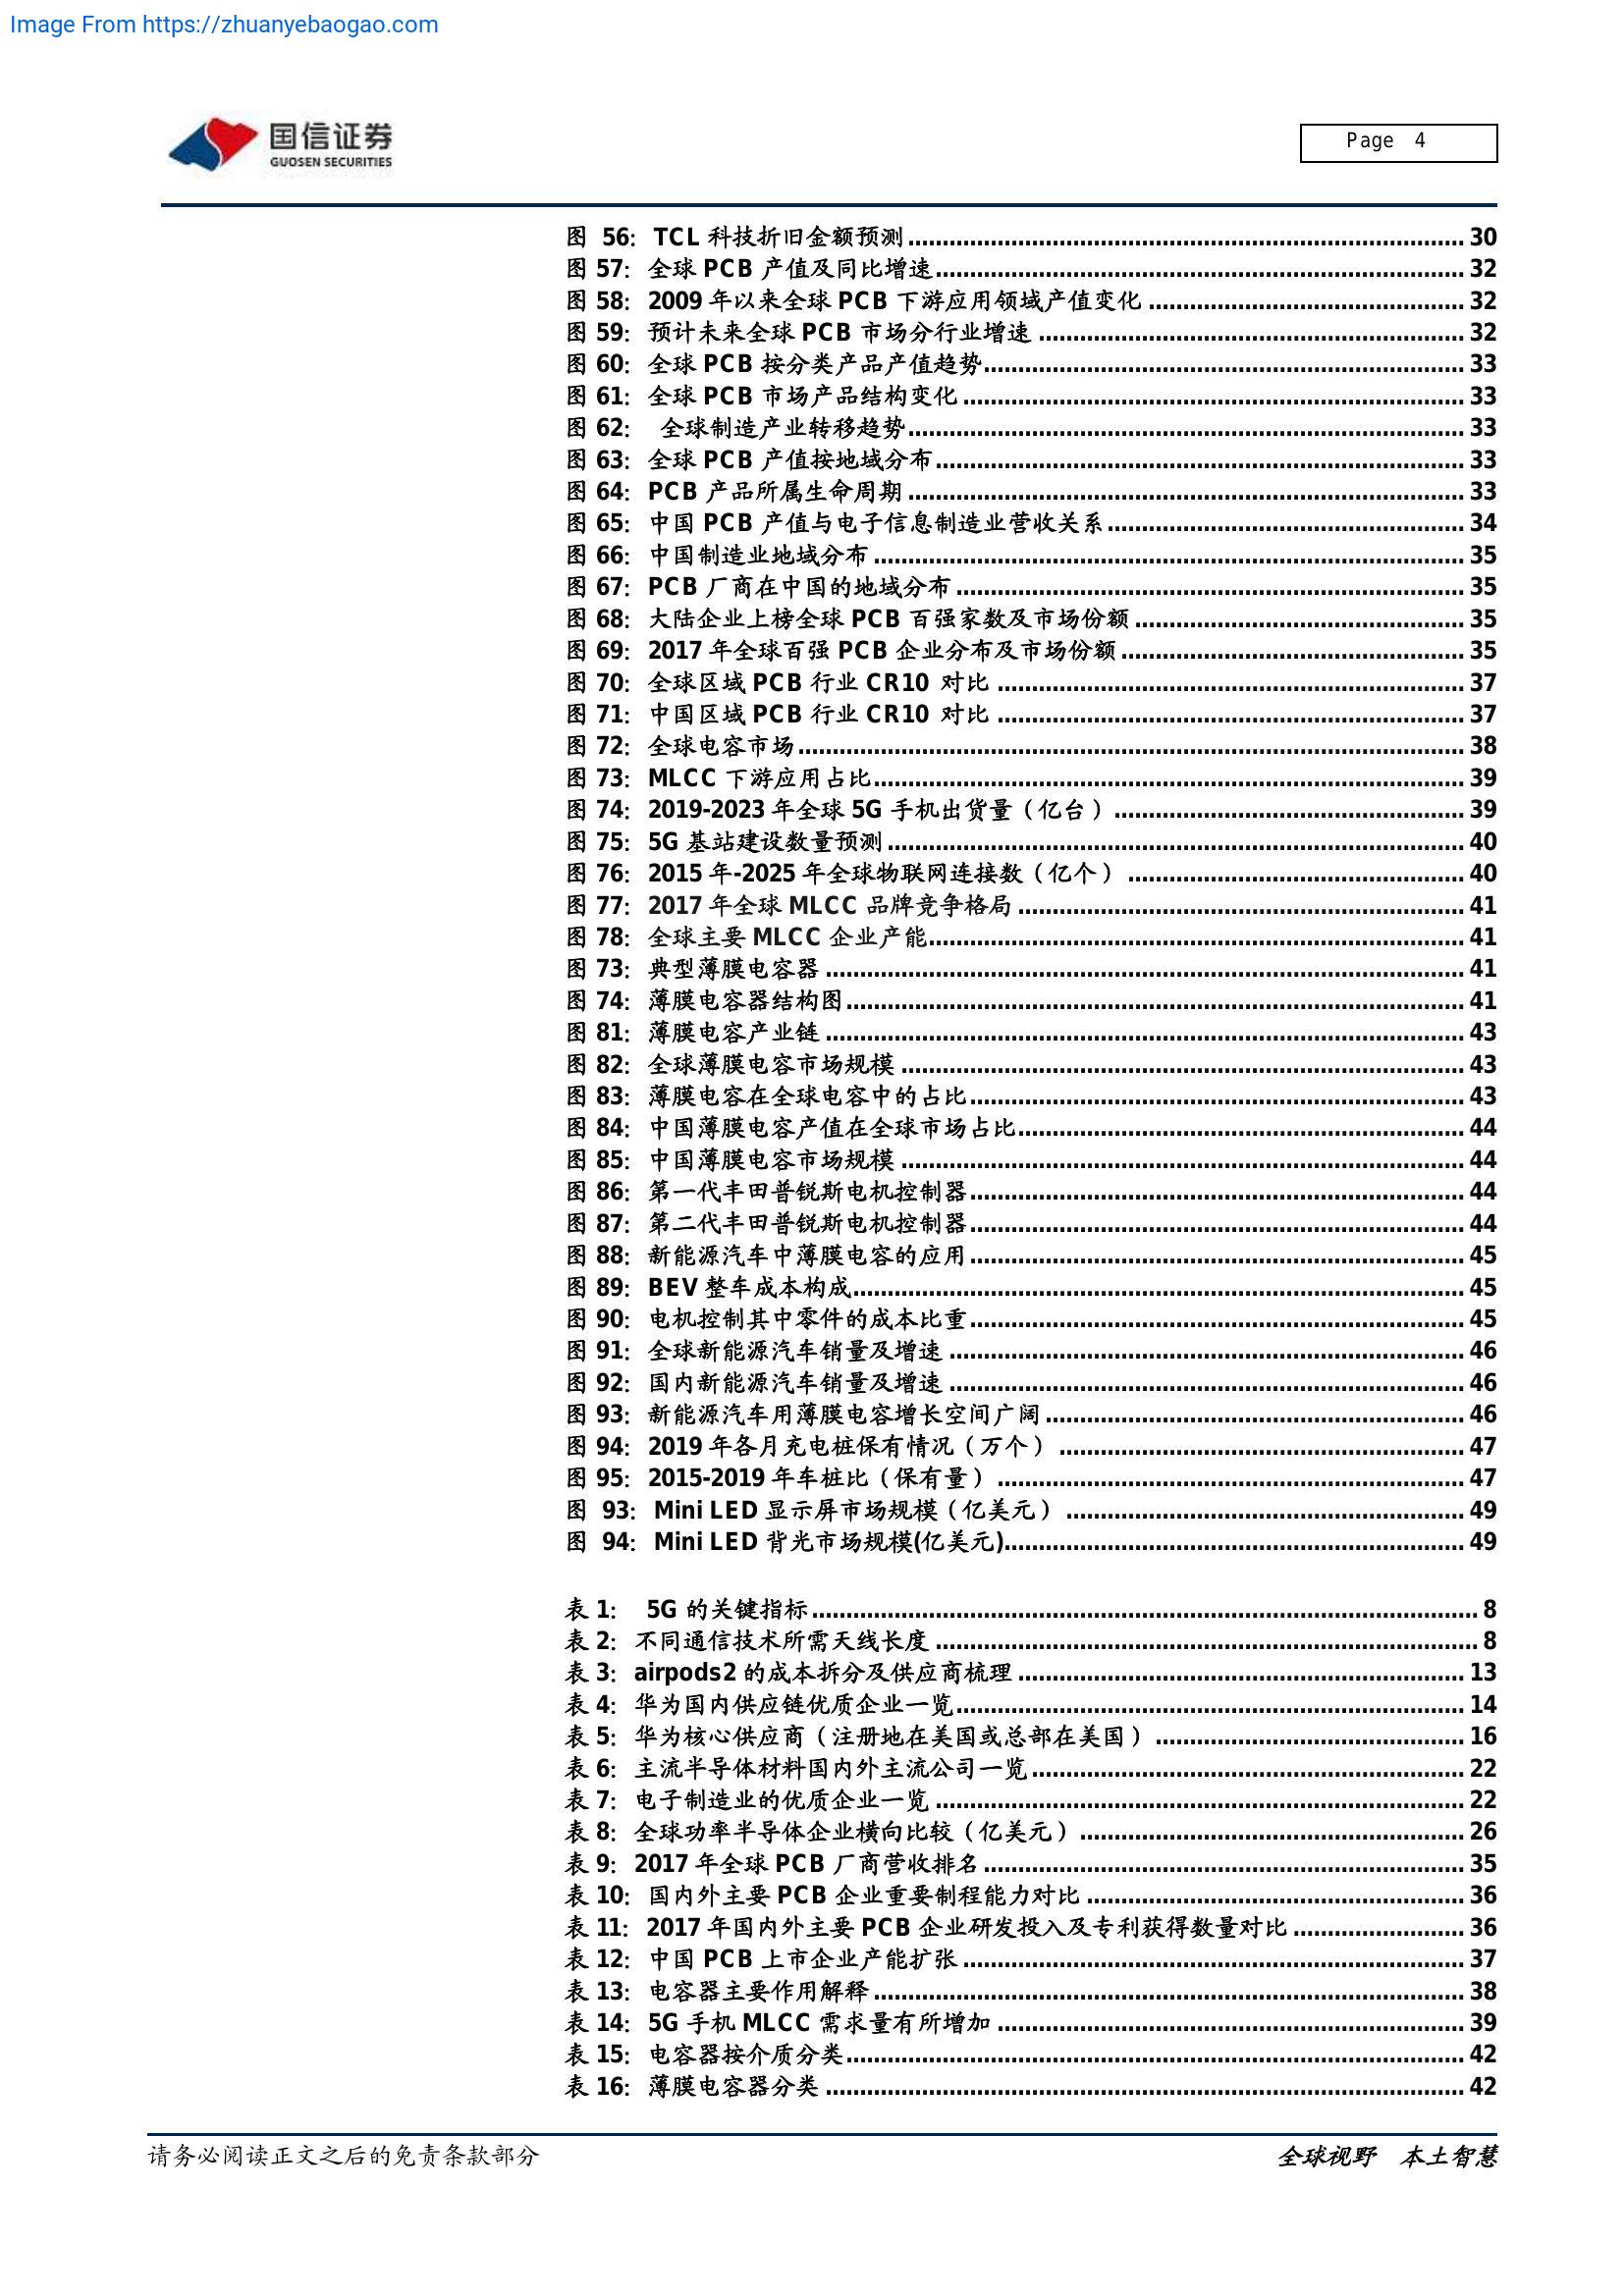 Image From https://zhuanyebaogao.com
国信证券
GUOSEN SECURITIES
Page 4
图 56: TCL 科技折旧金额预测 30
图 57: 全球 PCB 产值及同比增速 32
图 58: 2009 年以来全球 PCB 下游应用领域产值变化 32
图 59: 预计未来全球 PCB 市场分行业增速 32
图 60: 全球 PCB 按分类产品产值趋势 33
图 61: 全球 PCB 市场产品结构变化 33
图 62: 全球制造产业转移趋势 33
图 63: 全球 PCB 产值按地域分布 33
图 64: PCB 产品所属生命周期 33
图 65: 中国 PCB 产值与电子信息制造业营收关系 34
图 66: 中国制造业地域分布 35
图 67: PCB 厂商在中国的地域分布 35
图 68: 大陆企业上榜全球 PCB 百强家数及市场份额 35
图 69: 2017 年全球百强 PCB 企业分布及市场份额 35
图 70: 全球区域 PCB 行业 CR10 对比 37
图 71: 中国区域 PCB 行业 CR10 对比 37
图 72: 全球电容市场 38
图 73: MLCC 下游应用占比 39
图 74: 2019-2023 年全球 5G 手机出货量（亿台） 39
图 75: 5G 基站建设数量预测 40
图 76: 2015 年-2025 年全球物联网连接数（亿个） 40
图 77: 2017 年全球 MLCC 品牌竞争格局 41
图 78: 全球主要 MLCC 企业产能 41
图 73: 典型薄膜电容器 41
图 74: 薄膜电容器结构图 41
图 81: 薄膜电容产业链 43
图 82: 全球薄膜电容市场规模 43
图 83: 薄膜电容在全球电容中的占比 43
图 84: 中国薄膜电容产值在全球市场占比 44
图 85: 中国薄膜电容市场规模 44
图 86: 第一代丰田普锐斯电机控制器 44
图 87: 第二代丰田普锐斯电机控制器 44
图 88: 新能源汽车中薄膜电容的应用 45
图 89: BEV 整车成本构成 45
图 90: 电机控制其中零件的成本比重 45
图 91: 全球新能源汽车销量及增速 46
图 92: 国内新能源汽车销量及增速 46
图 93: 新能源汽车用薄膜电容增长空间广阔 46
图 94: 2019 年各月充电桩保有情况（万个） 47
图 95: 2015-2019 年车桩比（保有量） 47
图 93: Mini LED 显示屏市场规模（亿美元） 49
图 94: Mini LED 背光市场规模(亿美元) 49
表 1: 5G 的关键指标 8
表 2: 不同通信技术所需天线长度 8
表 3: airpods2 的成本拆分及供应商梳理 13
表 4: 华为国内供应链优质企业一览 14
表 5: 华为核心供应商（注册地在美国或总部在美国） 16
表 6: 主流半导体材料国内外主流公司一览 22
表 7: 电子制造业的优质企业一览 22
表 8: 全球功率半导体企业横向比较（亿美元） 26
表 9: 2017 年全球 PCB 厂商营收排名 35
表 10: 国内外主要 PCB 企业重要制程能力对比 36
表 11: 2017 年国内外主要 PCB 企业研发投入及专利获得数量对比 36
表 12: 中国 PCB 上市企业产能扩张 37
表 13: 电容器主要作用解释 38
表 14: 5G 手机 MLCC 需求量有所增加 39
表 15: 电容器按介质分类 42
表 16: 薄膜电容器分类 42
请务必阅读正文之后的免责条款部分
全球视野 本土智慧